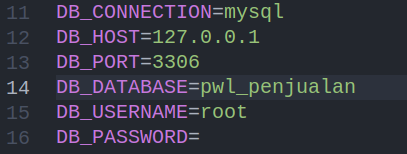 11 DB_CONNECTION=mysql
12 DB_HOST=127.0.0.1
13 DB_PORT=3306
14 DB_DATABASE=pwl_penjualan
15 DB_USERNAME=root
16 DB_PASSWORD=